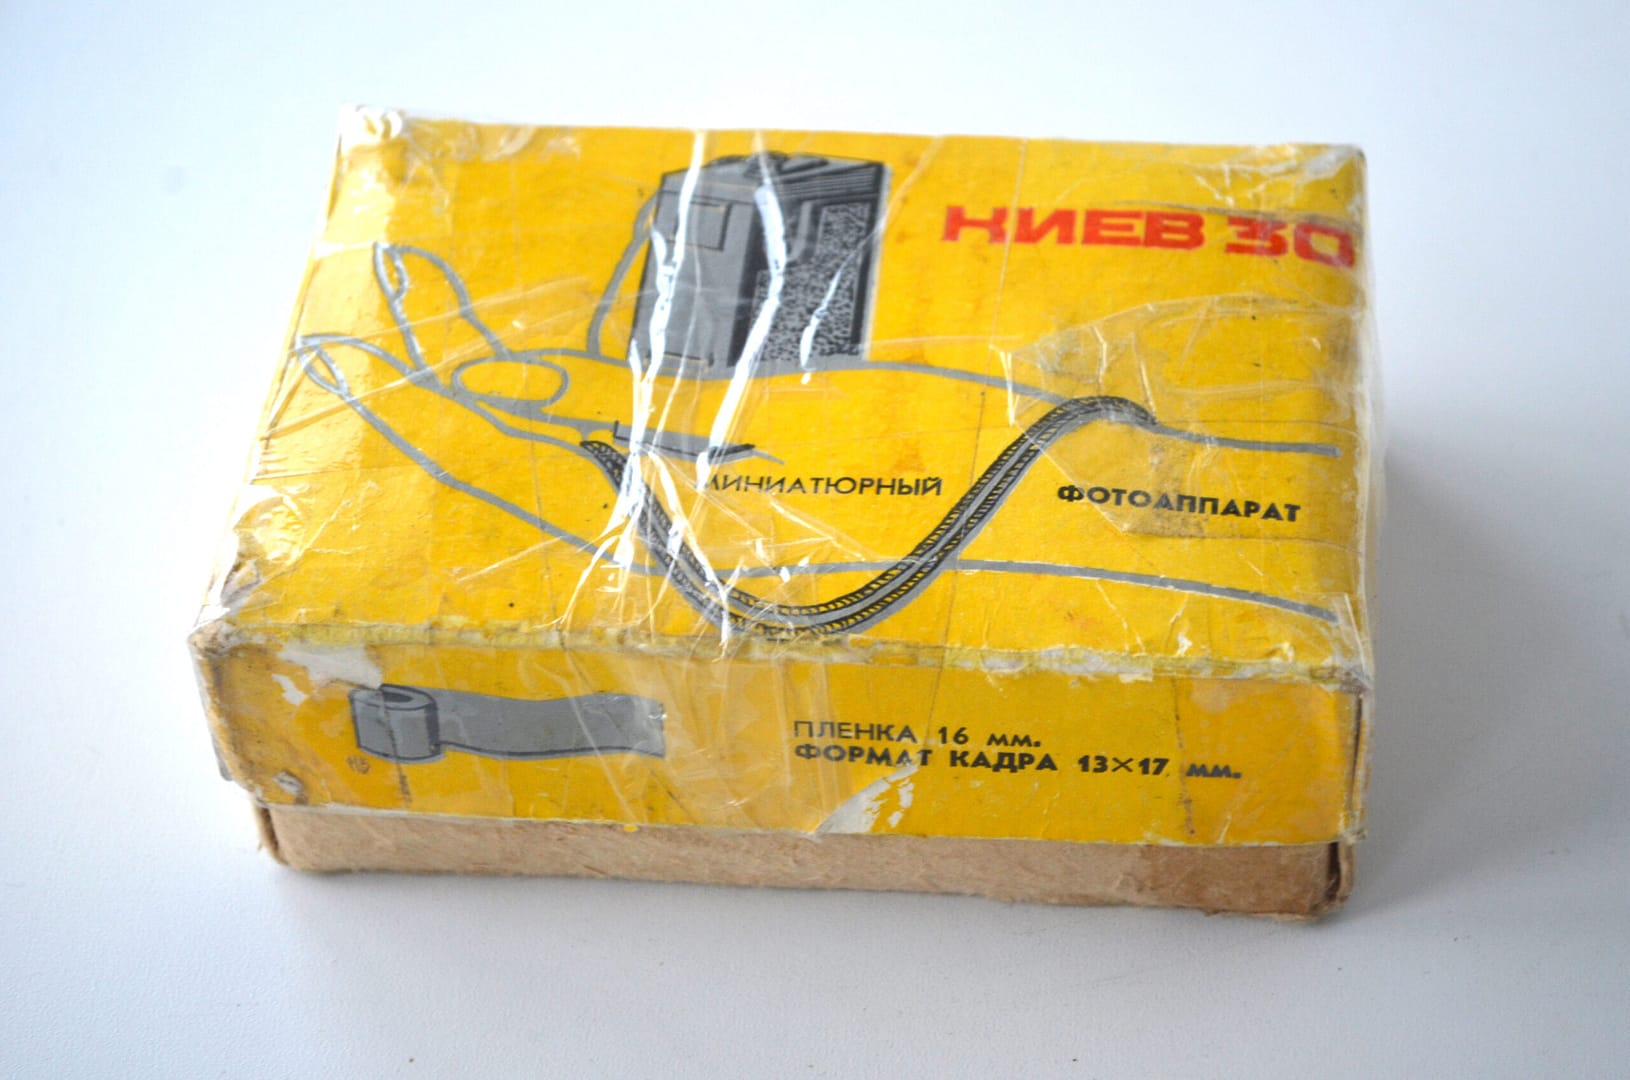 КИЕВ 30
МИНИАТЮРНЫЙ ФОТОАППАРАТ
ПЛЕНКА 16 мм.
ФОРМАТ КАДРА 13×17 мм.